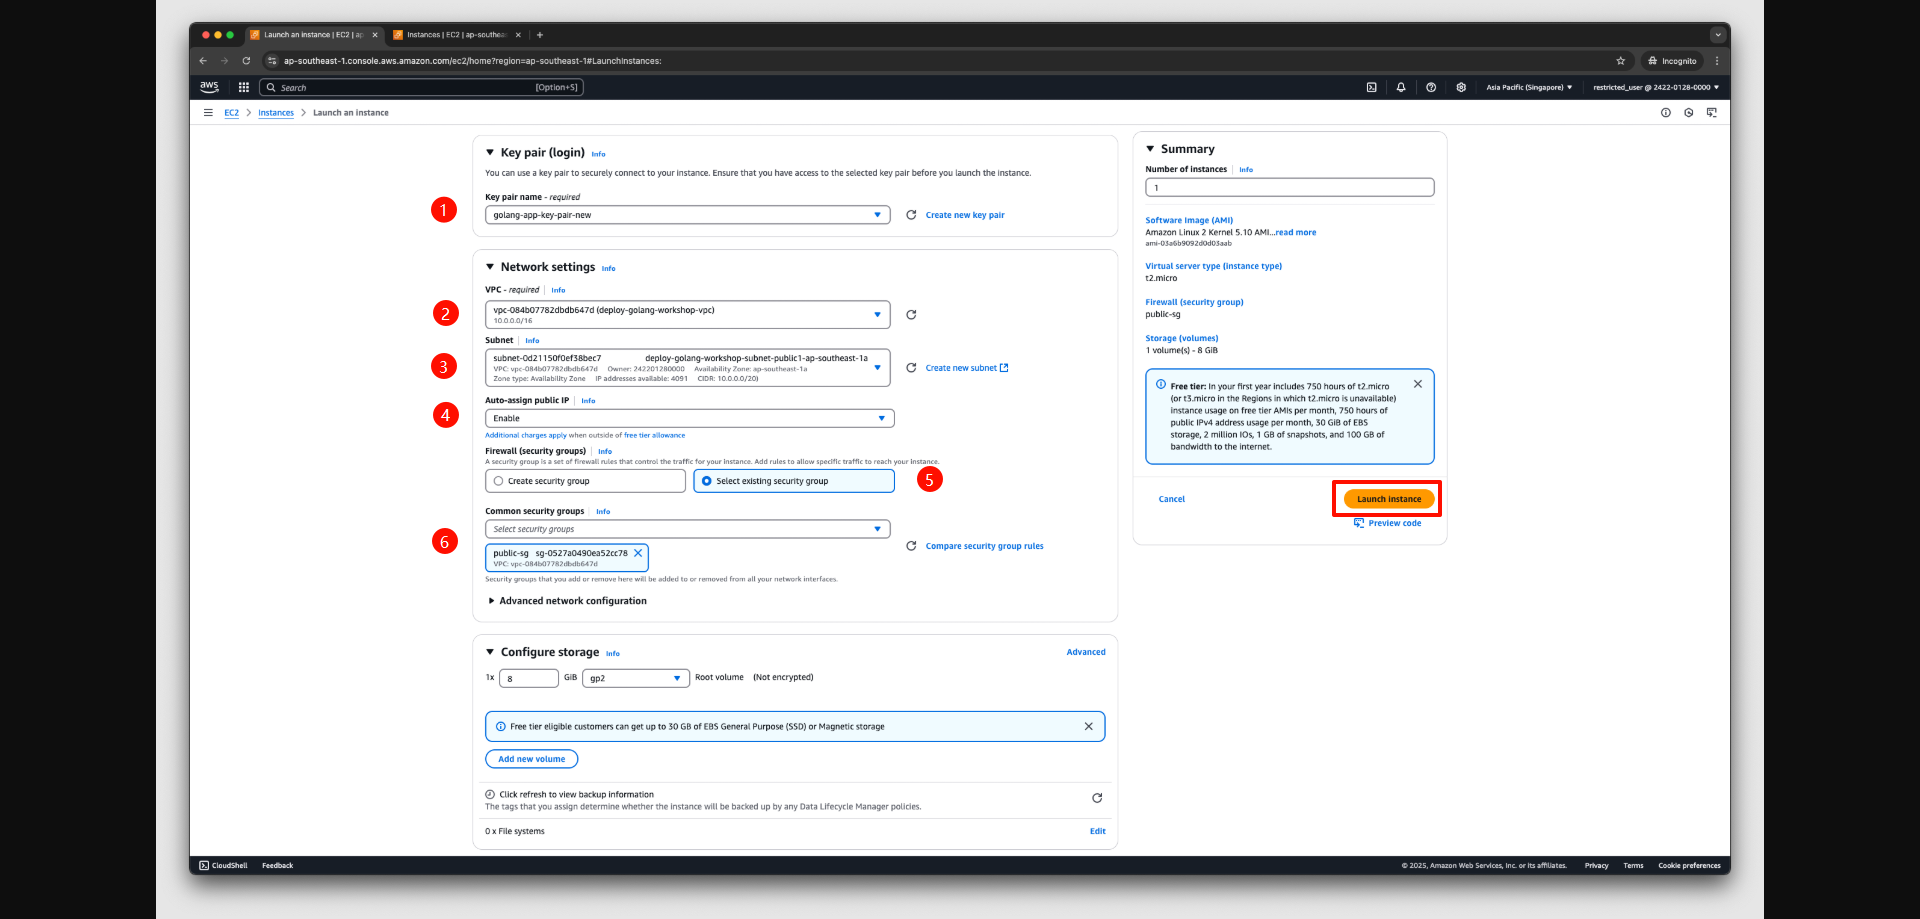 Launch an instance | EC2 | ap
Instances | EC2 | ap-southea
ap-southeast-1.console.aws.amazon.com/ec2/home?region=ap-southeast-1#LaunchInstances:
Incognito
aws
Search
[Option+S]
Asia Pacific (Singapore)
restricted_user @ 2422-0128-0000
EC2
Instances
Launch an instance
Key pair (login) Info
You can use a key pair to securely connect to your instance. Ensure that you have access to the selected key pair before you launch the instance.
Key pair name - required
1
golang-app-key-pair-new
Create new key pair
Network settings Info
VPC - required Info
2
vpc-084b07782dbdb647d (deploy-golang-workshop-vpc)
10.0.0.0/16
Subnet Info
3
subnet-0d21150f0ef38bec7 deploy-golang-workshop-subnet-public1-ap-southeast-1a
VPC: vpc-084b07782dbdb647d Owner: 242201280000 Availability Zone: ap-southeast-1a
Zone type: Availability Zone IP addresses available: 4091 CIDR: 10.0.0.0/20)
Create new subnet
Auto-assign public IP Info
4
Enable
Additional charges apply when outside of free tier allowance
Firewall (security groups) Info
A security group is a set of firewall rules that control the traffic for your instance. Add rules to allow specific traffic to reach your instance.
Create security group
Select existing security group
5
Common security groups Info
Select security groups
6
public-sg sg-0527a0490ea52cc78
VPC: vpc-084b07782dbdb647d
Compare security group rules
Security groups that you add or remove here will be added to or removed from all your network interfaces.
Advanced network configuration
Configure storage Info
Advanced
1x 8 GiB gp2 Root volume (Not encrypted)
Free tier eligible customers can get up to 30 GB of EBS General Purpose (SSD) or Magnetic storage
Add new volume
Click refresh to view backup information
The tags that you assign determine whether the instance will be backed up by any Data Lifecycle Manager policies.
0 x File systems
Edit
Summary
Number of instances Info
1
Software Image (AMI)
Amazon Linux 2 Kernel 5.10 AMI...read more
ami-03a6b9092d0d03aab
Virtual server type (instance type)
t2.micro
Firewall (security group)
public-sg
Storage (volumes)
1 volume(s) - 8 GiB
Free tier: In your first year includes 750 hours of t2.micro
(or t3.micro in the Regions in which t2.micro is unavailable)
instance usage on free tier AMIs per month, 750 hours of
public IPv4 address usage per month, 30 GiB of EBS
storage, 2 million IOs, 1 GB of snapshots, and 100 GB of
bandwidth to the internet.
Cancel
Launch instance
Preview code
CloudShell
Feedback
© 2025, Amazon Web Services, Inc. or its affiliates.
Privacy
Terms
Cookie preferences